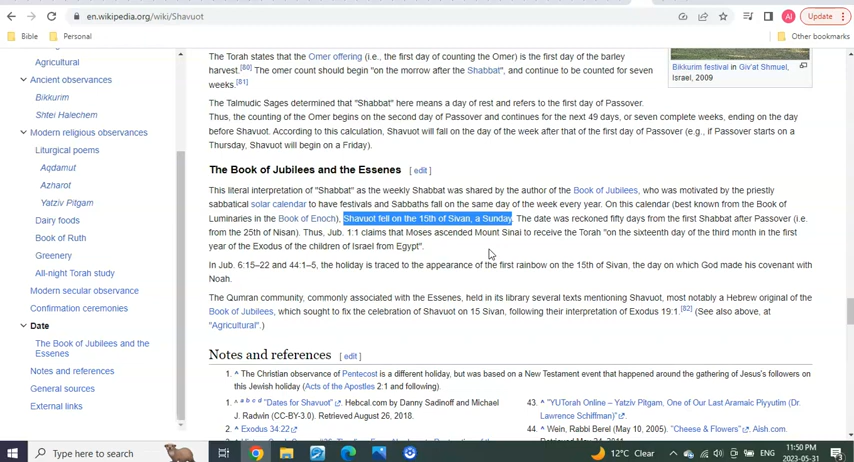 en.wikipedia.org/wiki/Shavuot
AI
Update
Bible
Personal
Other bookmarks
Agricultural
Ancient observances
Bikkurim
Shtei Halechem
Modern religious observances
Liturgical poems
Aqdamut
Azharot
Yatziv Pitgam
Dairy foods
Book of Ruth
Greenery
All-night Torah study
Modern secular observance
Confirmation ceremonies
Date
The Book of Jubilees and the
Essenes
Notes and references
General sources
External links
The Torah states that the Omer offering (i.e., the first day of counting the Omer) is the first day of the barley
harvest.[80] The omer count should begin "on the morrow after the Shabbat", and continue to be counted for seven
weeks.[81]
The Talmudic Sages determined that "Shabbat" here means a day of rest and refers to the first day of Passover.
Thus, the counting of the Omer begins on the second day of Passover and continues for the next 49 days, or seven complete weeks, ending on the day
before Shavuot. According to this calculation, Shavuot will fall on the day of the week after that of the first day of Passover (e.g., if Passover starts on a
Thursday, Shavuot will begin on a Friday).
Bikkurim festival in Giv'at Shmuel,
Israel, 2009
The Book of Jubilees and the Essenes [ edit ]
This literal interpretation of "Shabbat" as the weekly Shabbat was shared by the author of the Book of Jubilees, who was motivated by the priestly
sabbatical solar calendar to have festivals and Sabbaths fall on the same day of the week every year. On this calendar (best known from the Book of
Luminaries in the Book of Enoch), Shavuot fell on the 15th of Sivan, a Sunday. The date was reckoned fifty days from the first Shabbat after Passover (i.e.
from the 25th of Nisan). Thus, Jub. 1:1 claims that Moses ascended Mount Sinai to receive the Torah "on the sixteenth day of the third month in the first
year of the Exodus of the children of Israel from Egypt".
In Jub. 6:15–22 and 44:1–5, the holiday is traced to the appearance of the first rainbow on the 15th of Sivan, the day on which God made his covenant with
Noah.
The Qumran community, commonly associated with the Essenes, held in its library several texts mentioning Shavuot, most notably a Hebrew original of the
Book of Jubilees, which sought to fix the celebration of Shavuot on 15 Sivan, following their interpretation of Exodus 19:1.[82] (See also above, at
"Agricultural".)
Notes and references [ edit ]
1. ^ The Christian observance of Pentecost is a different holiday, but was based on a New Testament event that happened around the gathering of Jesus's followers on
this Jewish holiday (Acts of the Apostles 2:1 and following).
1. ^ a b c d "Dates for Shavuot". Hebcal.com by Danny Sadinoff and Michael
J. Radwin (CC-BY-3.0). Retrieved August 26, 2018.
2. ^ Exodus 34:22
43. ^ "YUTorah Online – Yatziv Pitgam, One of Our Last Aramaic Piyyutim (Dr.
Lawrence Schiffman)".
44. ^ Wein, Rabbi Berel (May 10, 2005). "Cheese & Flowers". Aish.com.
Type here to search
12°C Clear
11:50 PM
2023-05-31